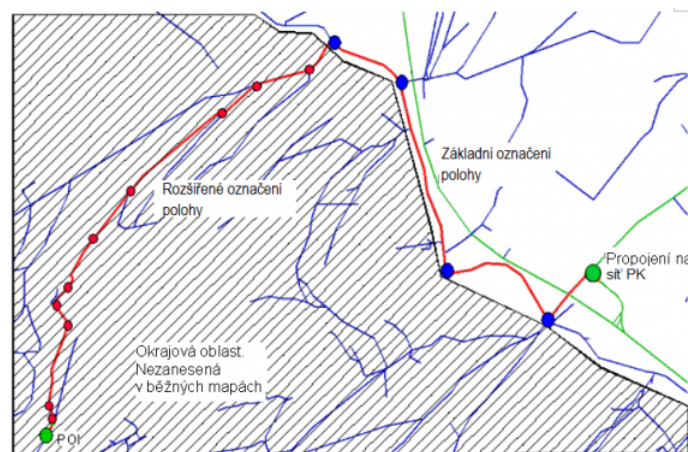 Základní označení
polohy
Rozšířené označení
polohy
Propojení na
síť PK
Okrajová oblast.
Nezanesená
v běžných mapách
POI